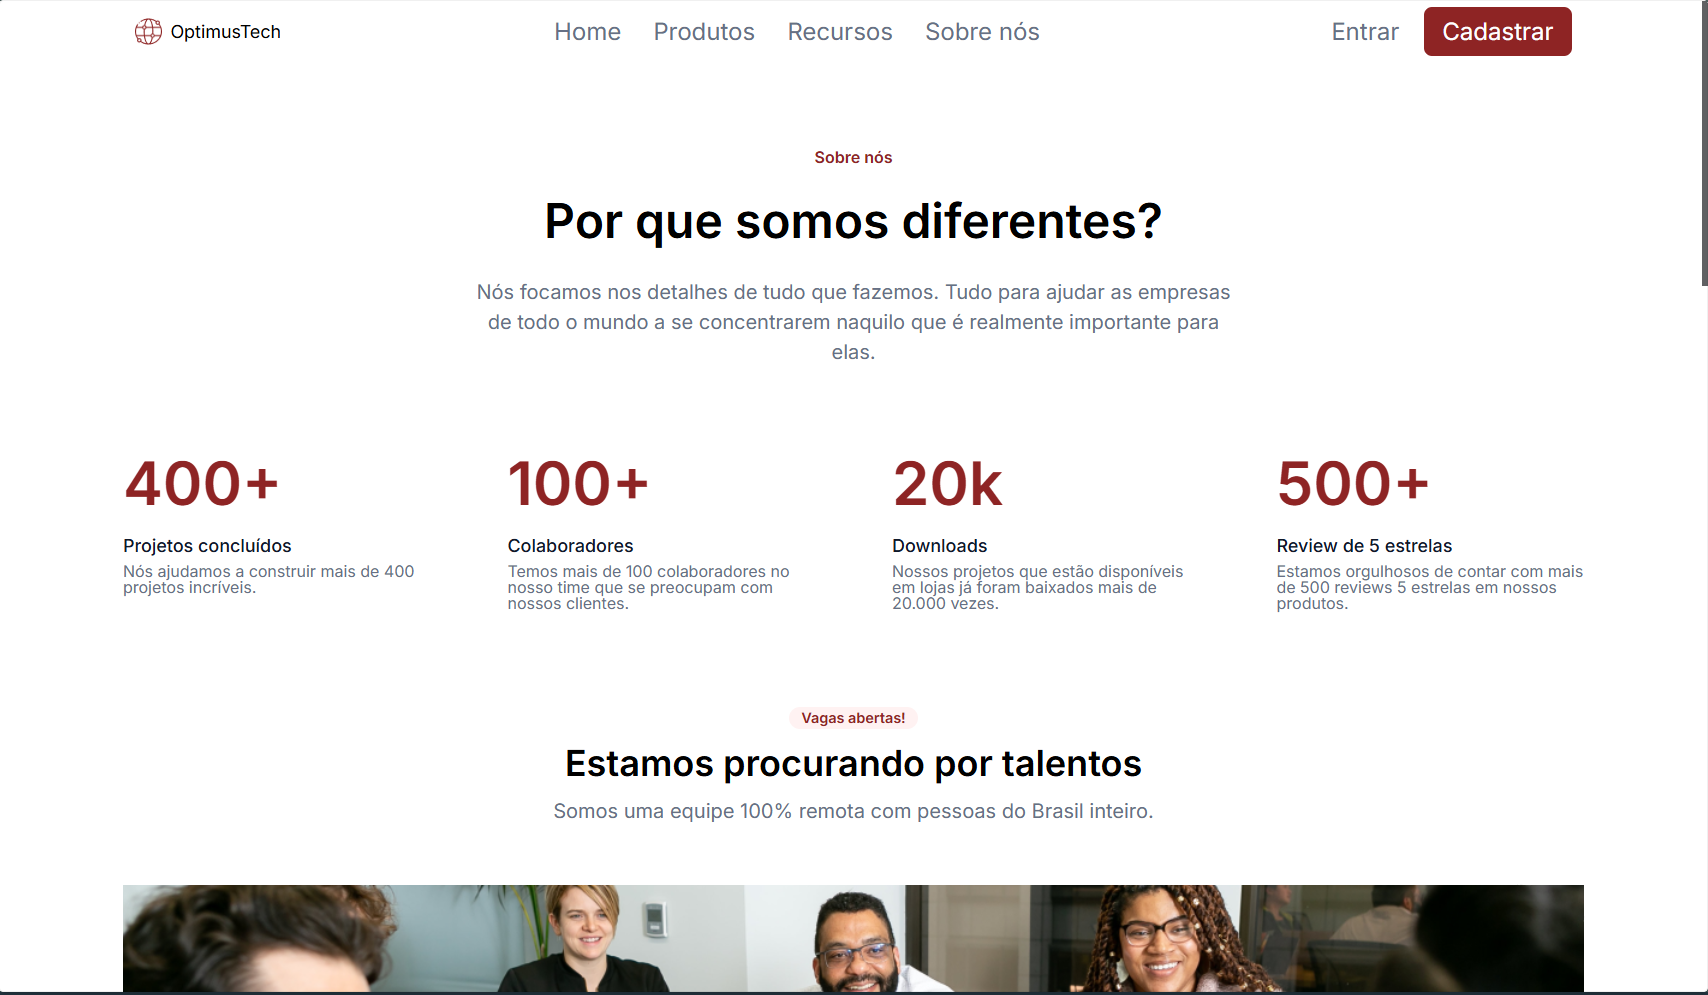 OptimusTech
Home Produtos Recursos Sobre nós
Entrar Cadastrar
Sobre nós
Por que somos diferentes?
Nós focamos nos detalhes de tudo que fazemos. Tudo para ajudar as empresas
de todo o mundo a se concentrarem naquilo que é realmente importante para
elas.
400+
Projetos concluídos
Nós ajudamos a construir mais de 400
projetos incríveis.
100+
Colaboradores
Temos mais de 100 colaboradores no
nosso time que se preocupam com
nossos clientes.
20k
Downloads
Nossos projetos que estão disponíveis
em lojas já foram baixados mais de
20.000 vezes.
500+
Review de 5 estrelas
Estamos orgulhosos de contar com mais
de 500 reviews 5 estrelas em nossos
produtos.
Vagas abertas!
Estamos procurando por talentos
Somos uma equipe 100% remota com pessoas do Brasil inteiro.